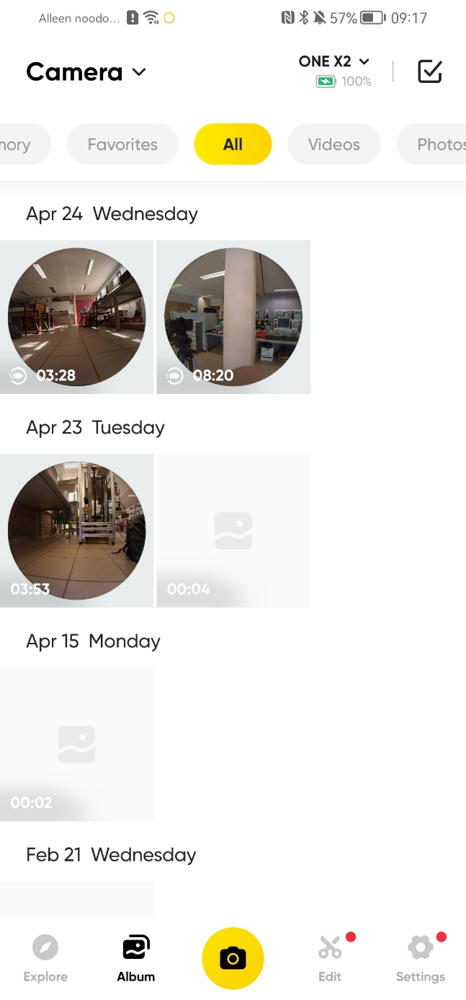 Alleen noodo... 57% 09:17
Camera ONE X2
100%
mory Favorites All Videos Photos
Apr 24 Wednesday
03:28 08:20
Apr 23 Tuesday
03:53 00:04
Apr 15 Monday
00:02
Feb 21 Wednesday
Explore Album Edit Settings